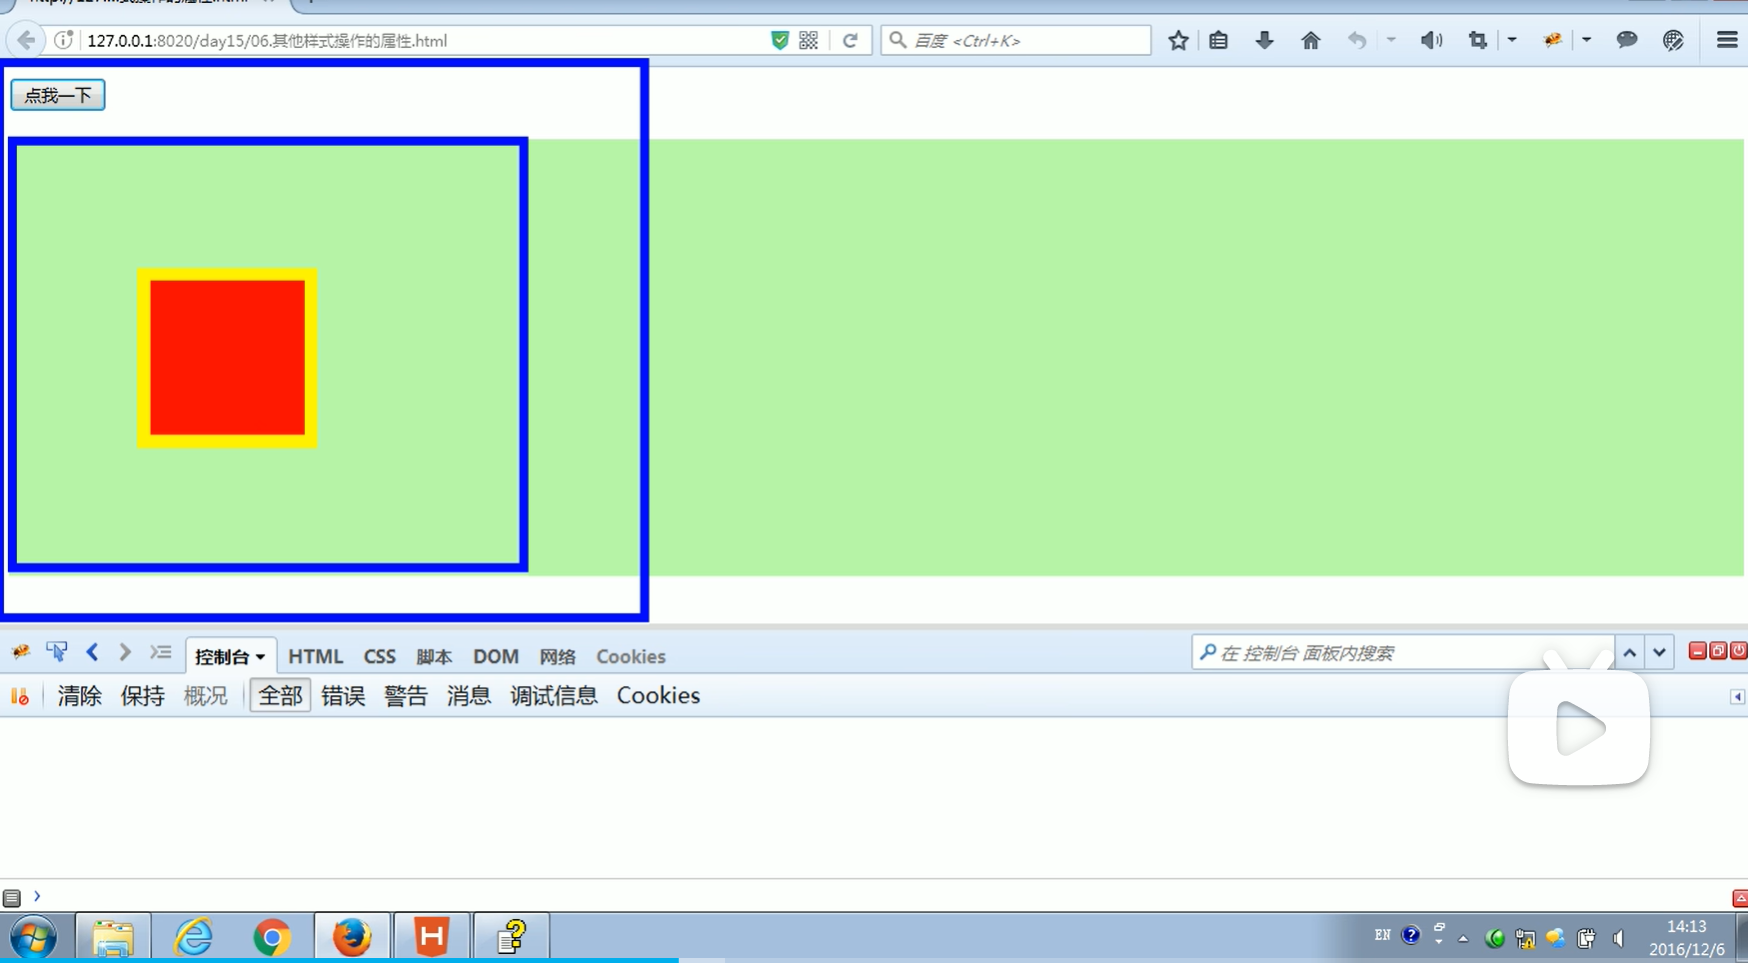 127.0.0.1:8020/day15/06.其他样式操作的属性.html
百度 <Ctrl+K>
点我一下
控制台 HTML CSS 脚本 DOM 网络 Cookies
在 控制台 面板内搜索
清除 保持 概况 全部 错误 警告 消息 调试信息 Cookies
H
EN
14:13
2016/12/6